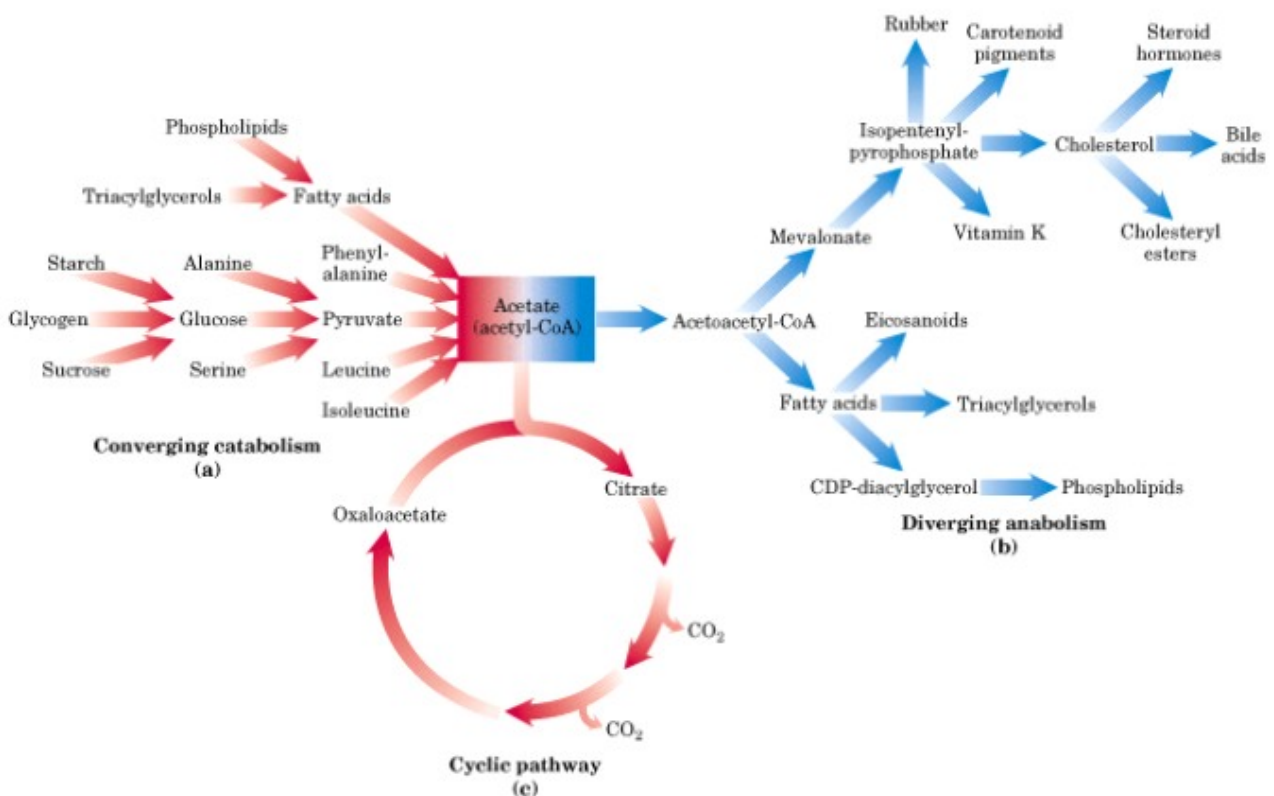 Rubber
Carotenoid
pigments
Steroid
hormones
Phospholipids
Isopentenyl-
pyrophosphate
Cholesterol
Bile
acids
Triacylglycerols
Fatty acids
Mevalonate
Vitamin K
Cholesteryl
esters
Starch
Alanine
Phenyl-
alanine
Glycogen
Glucose
Pyruvate
Acetate
(acetyl-CoA)
Acetoacetyl-CoA
Eicosanoids
Sucrose
Serine
Leucine
Isoleucine
Fatty acids
Triacylglycerols
Converging catabolism
(a)
Citrate
CDP-diacylglycerol
Phospholipids
Oxaloacetate
Diverging anabolism
(b)
CO₂
CO₂
Cyclic pathway
(c)